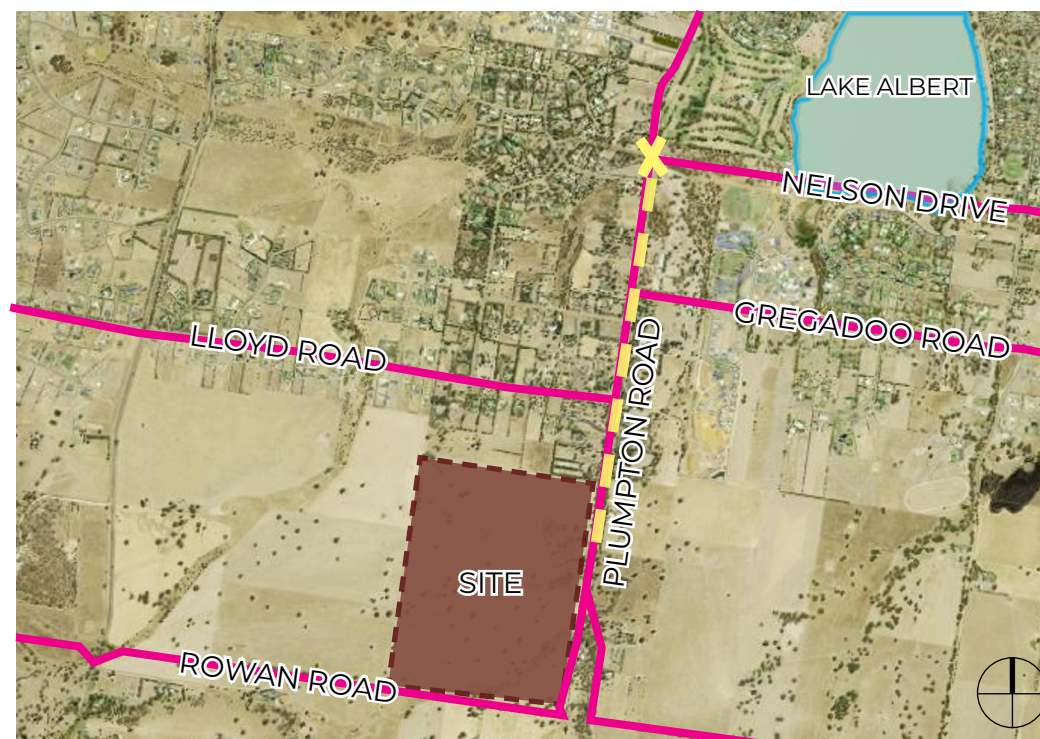 LAKE ALBERT
NELSON DRIVE
GREGADOO ROAD
LLOYD ROAD
PLUMPTON ROAD
SITE
ROWAN ROAD